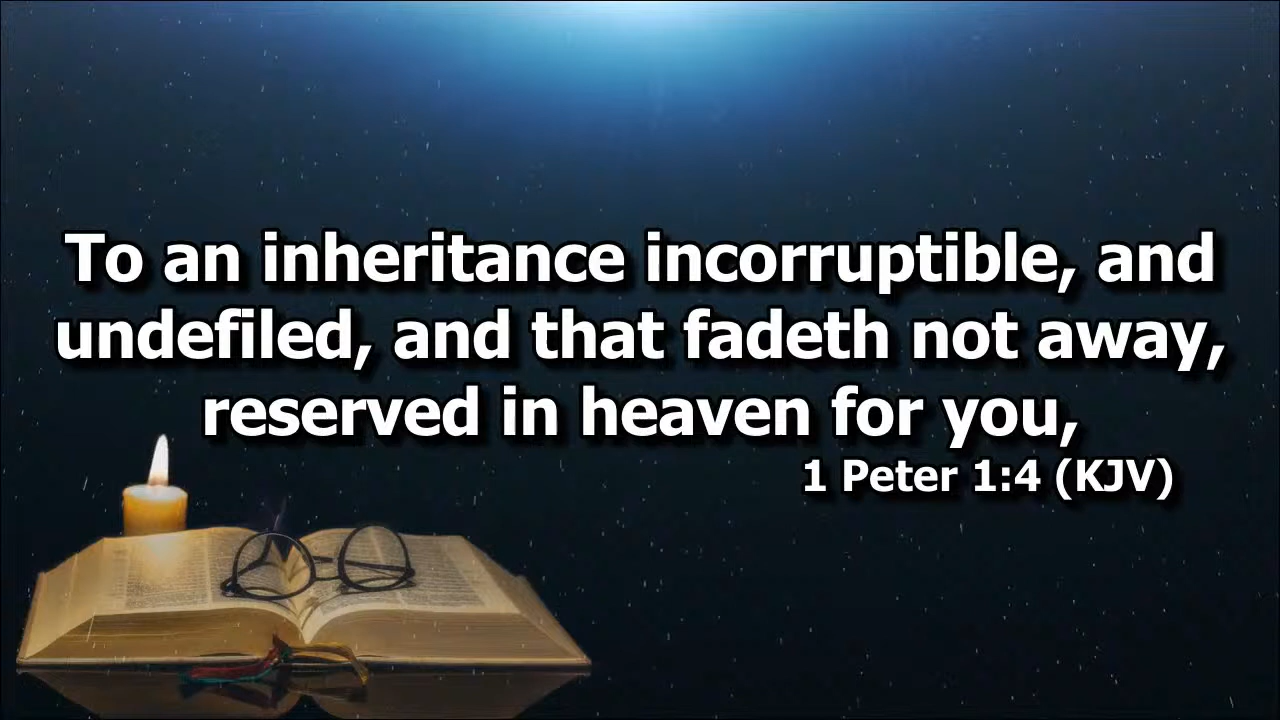 To an inheritance incorruptible, and
undefiled, and that fadeth not away,
reserved in heaven for you,
1 Peter 1:4 (KJV)